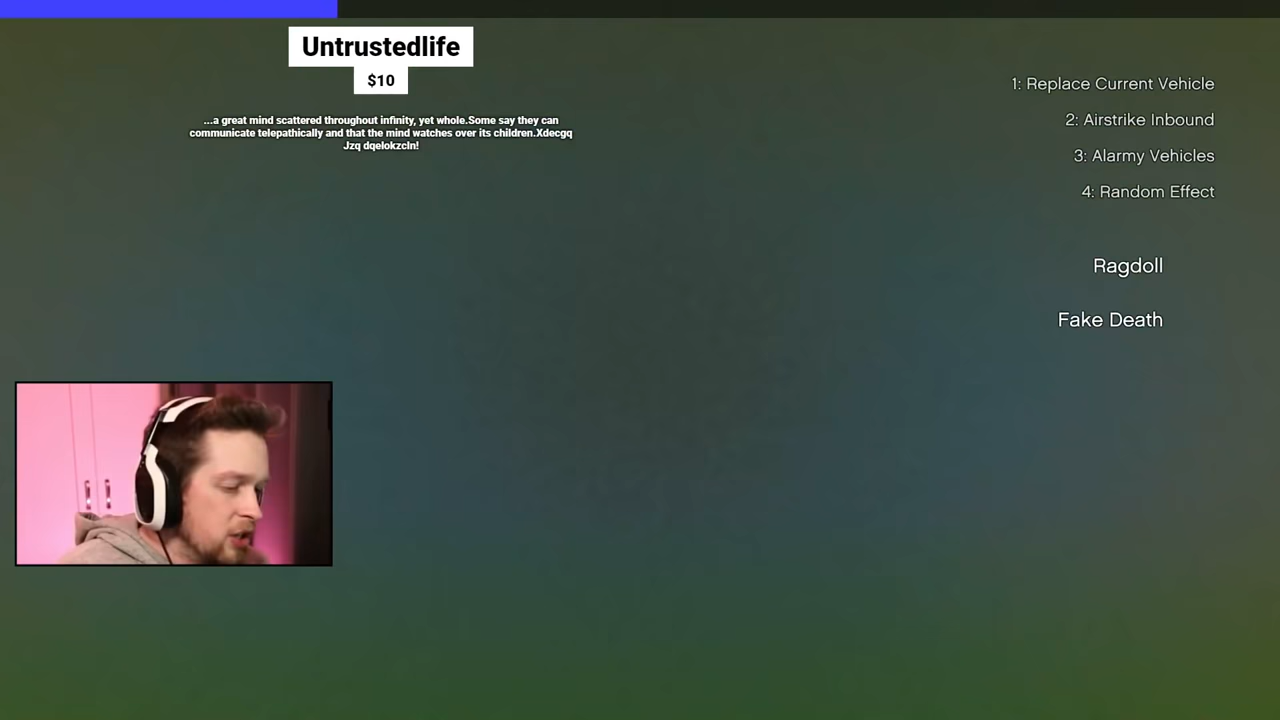 Untrustedlife
$10
...a great mind scattered throughout infinity, yet whole.Some say they can
communicate telepathically and that the mind watches over its children.Xdecgq
Jzq dqelokzcln!
1: Replace Current Vehicle
2: Airstrike Inbound
3: Alarmy Vehicles
4: Random Effect
Ragdoll
Fake Death